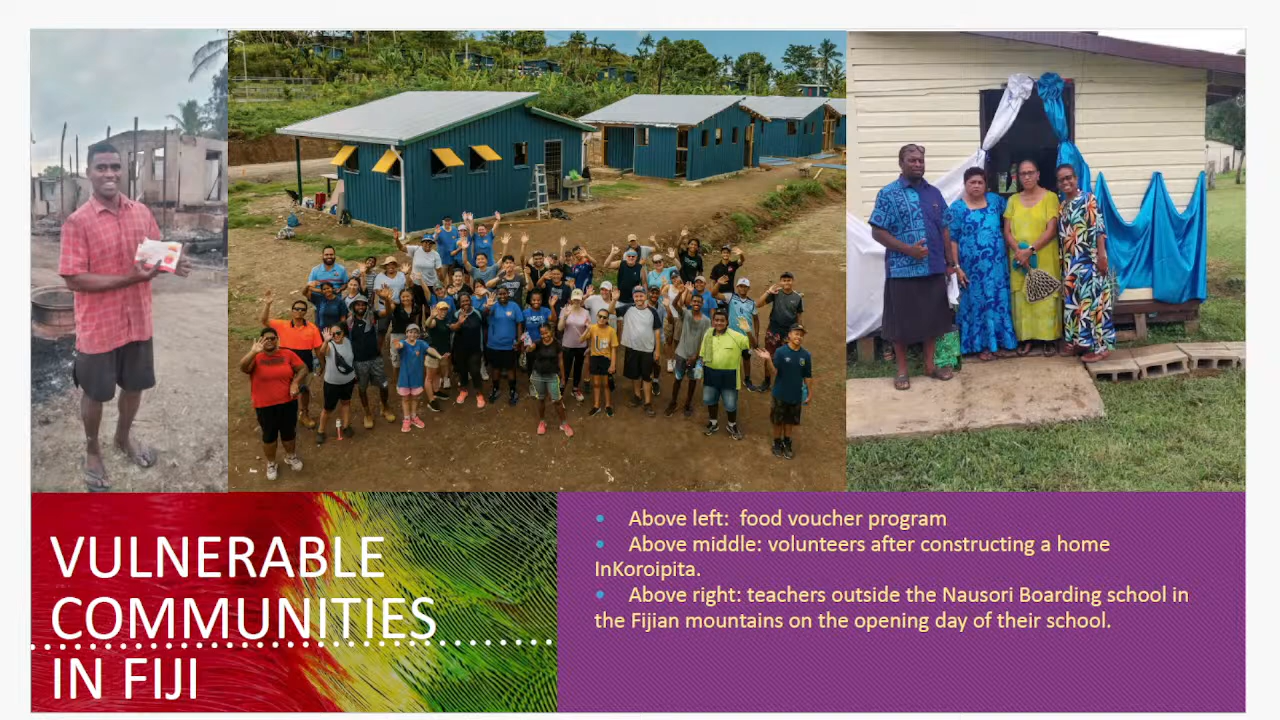 VULNERABLE
COMMUNITIES
IN FIJI
• Above left:  food voucher program
• Above middle: volunteers after constructing a home
InKoroipita.
• Above right: teachers outside the Nausori Boarding school in
the Fijian mountains on the opening day of their school.